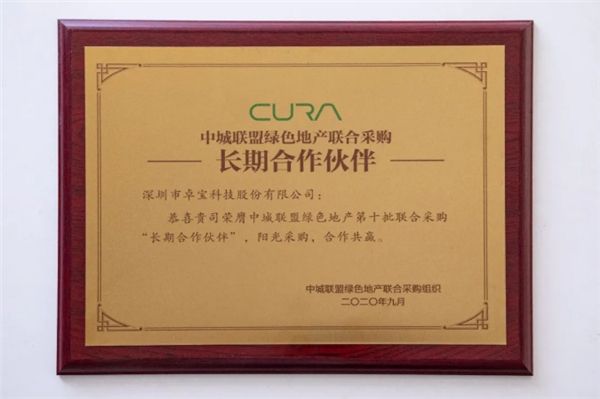 CURA
中城联盟绿色地产联合采购
长期合作伙伴
深圳市卓宝科技股份有限公司：
恭喜贵司荣膺中城联盟绿色地产第十批联合采购
“长期合作伙伴”，阳光采购，合作共赢。
中城联盟绿色地产联合采购组织
二〇二〇年九月